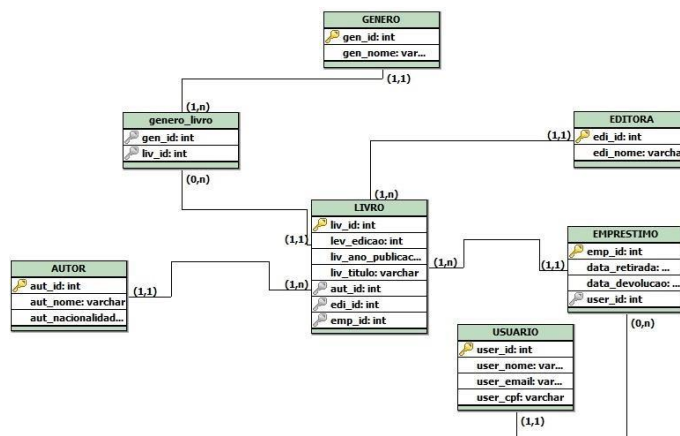 GENERO
gen_id: int
gen_nome: var...
(1,1)
(1,n)
genero_livro
gen_id: int
liv_id: int
(0,n)
EDITORA
edi_id: int
edi_nome: varcha
(1,1)
(1,n)
LIVRO
liv_id: int
lev_edicao: int
liv_ano_publicac...
liv_titulo: varchar
aut_id: int
edi_id: int
emp_id: int
(1,1)
(1,n)
(1,n)
EMPRESTIMO
emp_id: int
data_retirada: ...
data_devolucao: ...
user_id: int
(1,1)
(0,n)
AUTOR
aut_id: int
aut_nome: varchar
aut_nacionalidad...
(1,1)
USUARIO
user_id: int
user_nome: var...
user_email: var...
user_cpf: varchar
(1,1)